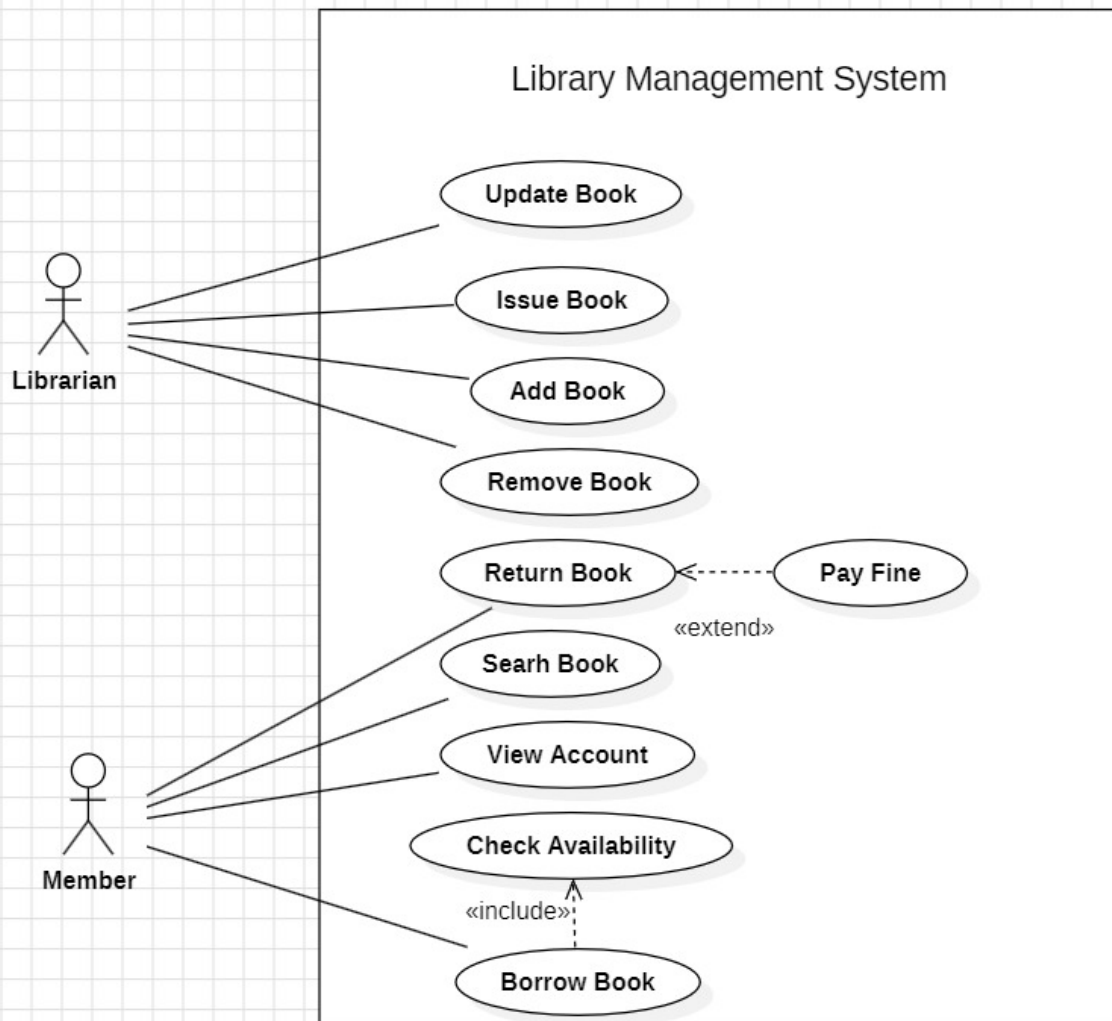 Library Management System
Update Book
Issue Book
Librarian
Add Book
Remove Book
Return Book
Pay Fine
«extend»
Searh Book
View Account
Check Availability
Member
«include»
Borrow Book